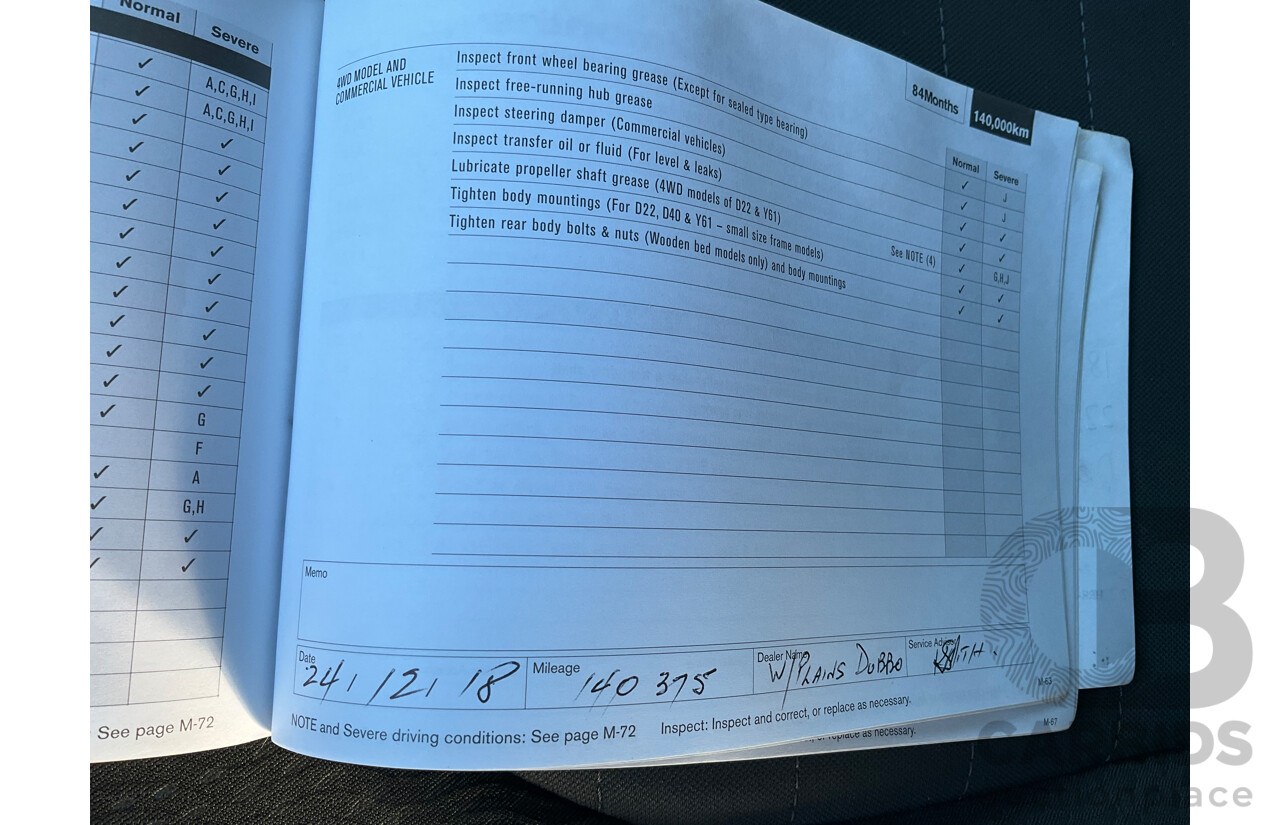 Normal
Severe
✓
✓ A,C,G,H,I
✓ A,C,G,H,I
✓ ✓
✓ ✓
✓ ✓
✓ ✓
✓ ✓
✓ ✓
✓ ✓
✓ ✓
✓ ✓
✓ ✓
G
F
✓ A
✓ G,H
✓ ✓
✓ ✓
See page M-72
84Months
140,000km
Normal Severe
4WD MODEL AND
COMMERCIAL VEHICLE
Inspect front wheel bearing grease (Except for sealed type bearing) ✓ J
Inspect free-running hub grease ✓ J
Inspect steering damper (Commercial vehicles) ✓ ✓
Inspect transfer oil or fluid (For level & leaks) ✓ ✓
Lubricate propeller shaft grease (4WD models of D22 & Y61) See NOTE (4) ✓ G,H,J
Tighten body mountings (For D22, D40 & Y61 – small size frame models) ✓ ✓
Tighten rear body bolts & nuts (Wooden bed models only) and body mountings ✓ ✓
Memo
Date 24/12/18
Mileage 140 375
Dealer Name W/PLAINS DUBBO
Service
NOTE and Severe driving conditions: See page M-72
Inspect: Inspect and correct, or replace as necessary.
M-65
or replace as necessary.
M-67